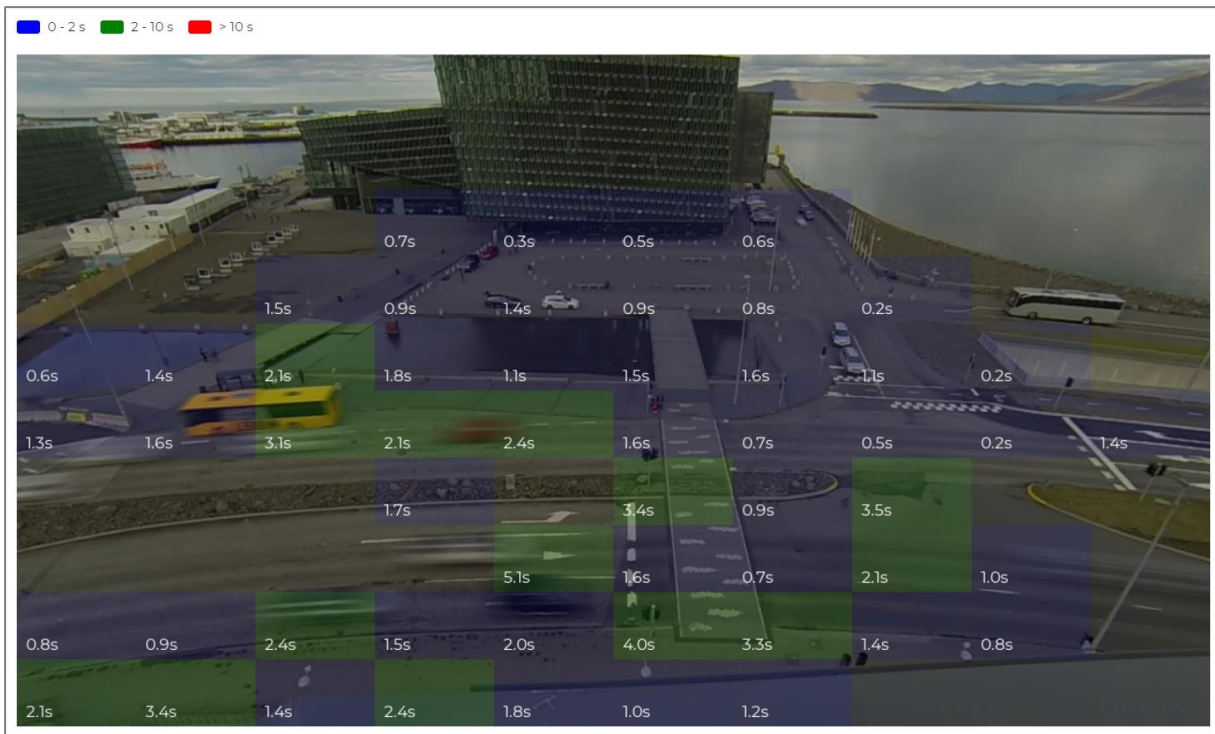 0 - 2 s 2 - 10 s > 10 s
0.7s 0.3s 0.5s 0.6s
1.5s 0.9s 1.4s 0.9s 0.8s 0.2s
0.6s 1.4s 2.1s 1.8s 1.1s 1.5s 1.6s 1.1s 0.2s
1.3s 1.6s 3.1s 2.1s 2.4s 1.6s 0.7s 0.5s 0.2s 1.4s
1.7s 3.4s 0.9s 3.5s
5.1s 1.6s 0.7s 2.1s 1.0s
0.8s 0.9s 2.4s 1.5s 2.0s 4.0s 3.3s 1.4s 0.8s
2.1s 3.4s 1.4s 2.4s 1.8s 1.0s 1.2s